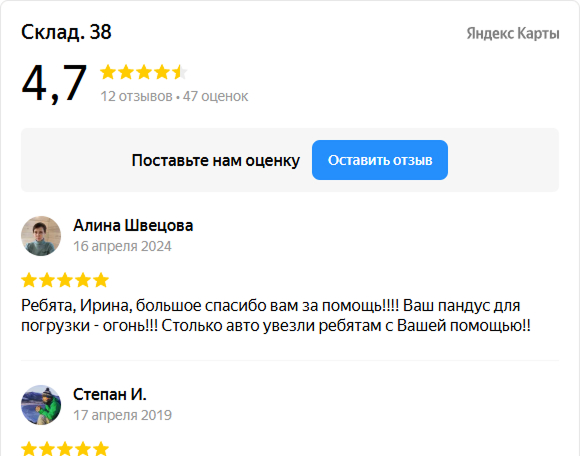 Склад. 38
Яндекс Карты
4,7
12 отзывов • 47 оценок
Поставьте нам оценку
Оставить отзыв
Алина Швецова
16 апреля 2024
Ребята, Ирина, большое спасибо вам за помощь!!!! Ваш пандус для
погрузки - огонь!!! Столько авто увезли ребятам с Вашей помощью!!
Степан И.
17 апреля 2019